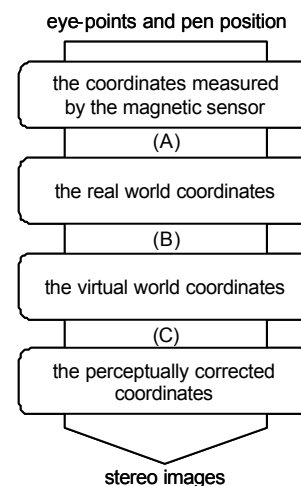 eye-points and pen position
the coordinates measured
by the magnetic sensor
(A)
the real world coordinates
(B)
the virtual world coordinates
(C)
the perceptually corrected
coordinates
stereo images